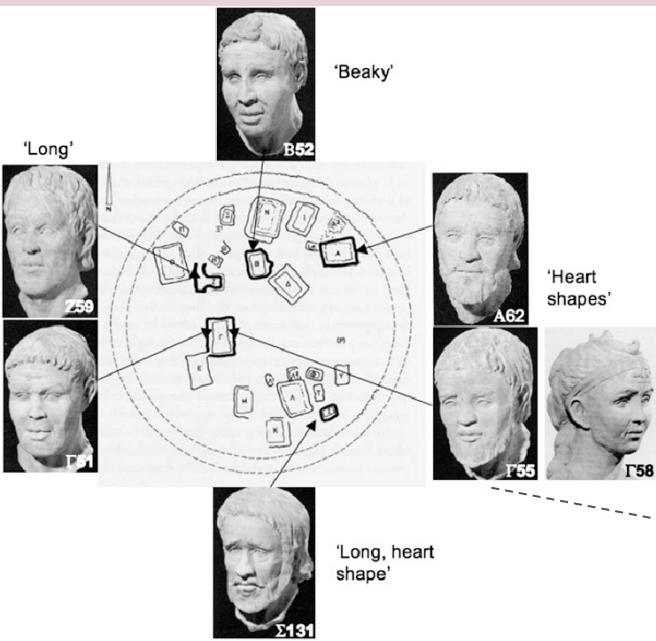 'Beaky'
B52
'Long'
Z59
A62
'Heart
shapes'
Γ51
Γ55
Γ58
'Long, heart
shape'
Σ131
A
B
Δ
Γ
K
M
Λ
K